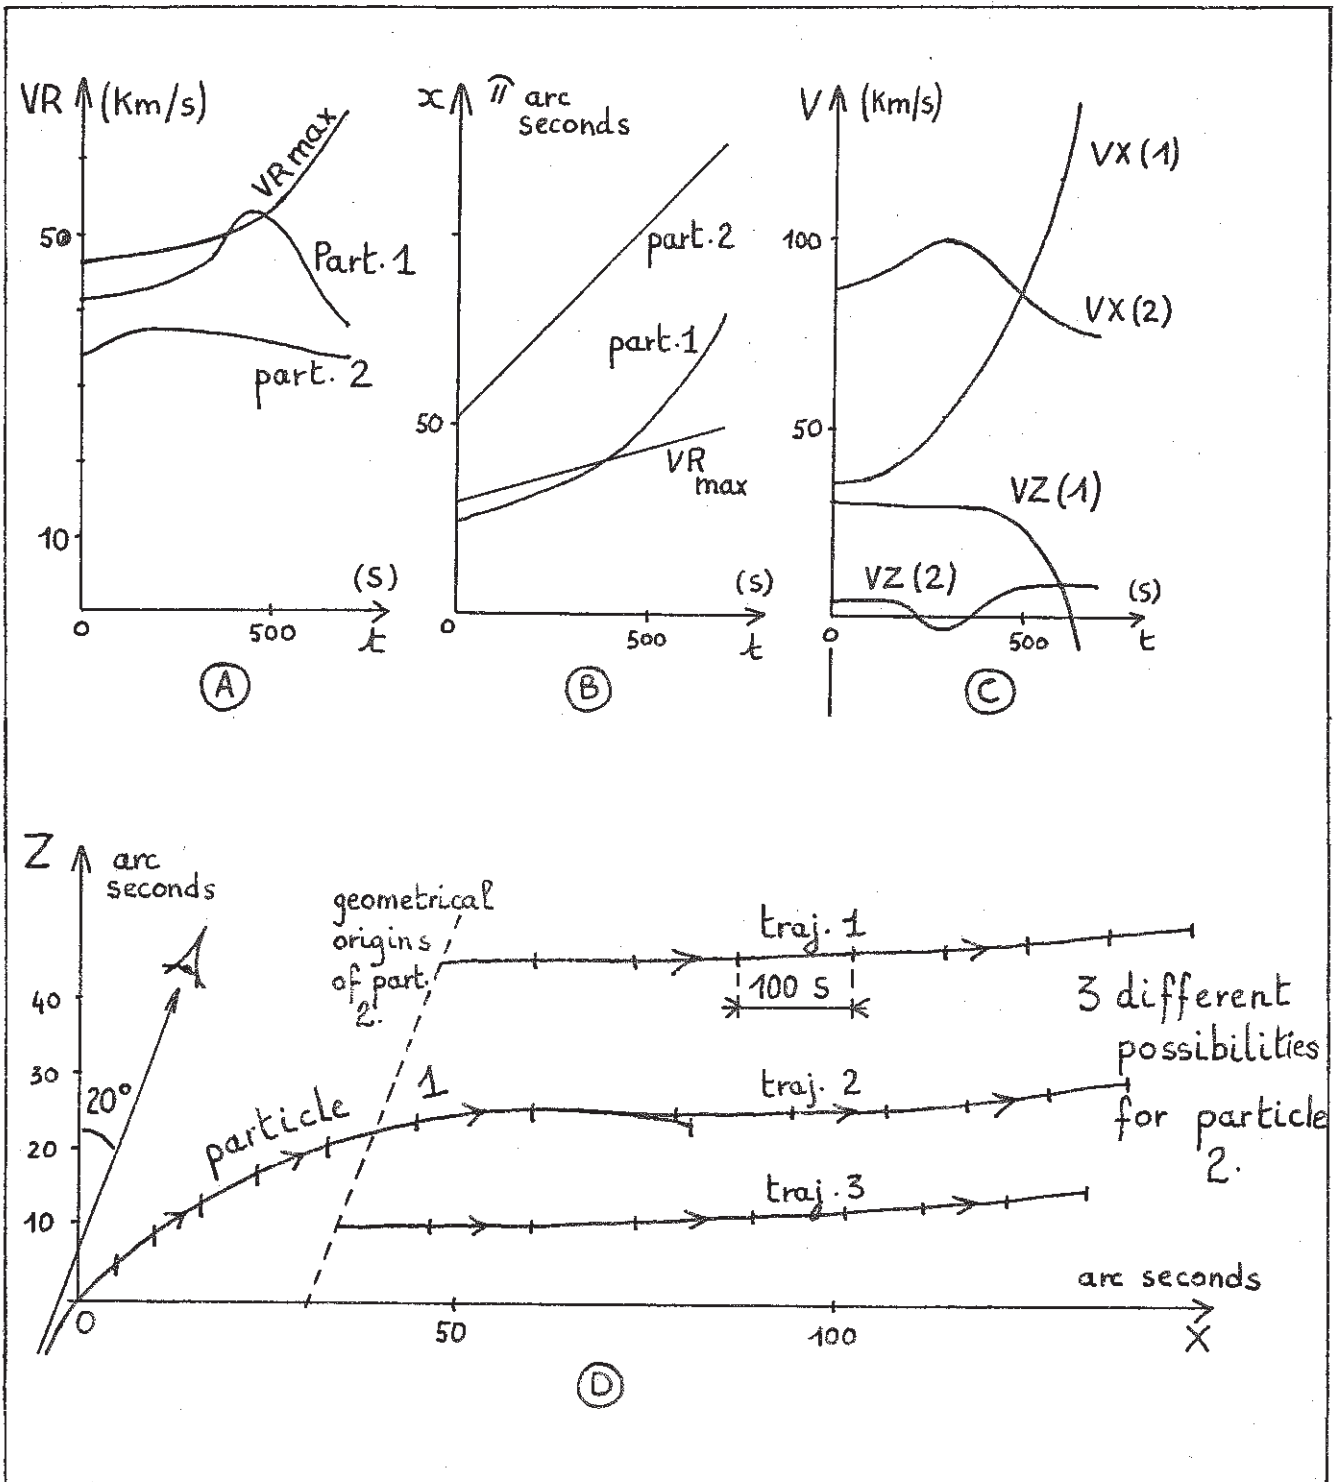 VR (Km/s)
VR max
50
Part. 1
part. 2
10
(s)
0
500
t
A
x
arc
seconds
part. 2
part. 1
50
VR
max
(s)
0
500
t
B
V (Km/s)
VX (1)
100
VX (2)
50
VZ (1)
VZ (2)
(s)
0
500
t
C
Z
arc
seconds
40
30
20
10
20°
particle 1
geometrical
origins
of part.
2.
traj. 1
100 S
traj. 2
traj. 3
3 different
possibilities
for particle
2.
arc seconds
0
50
100
X
D